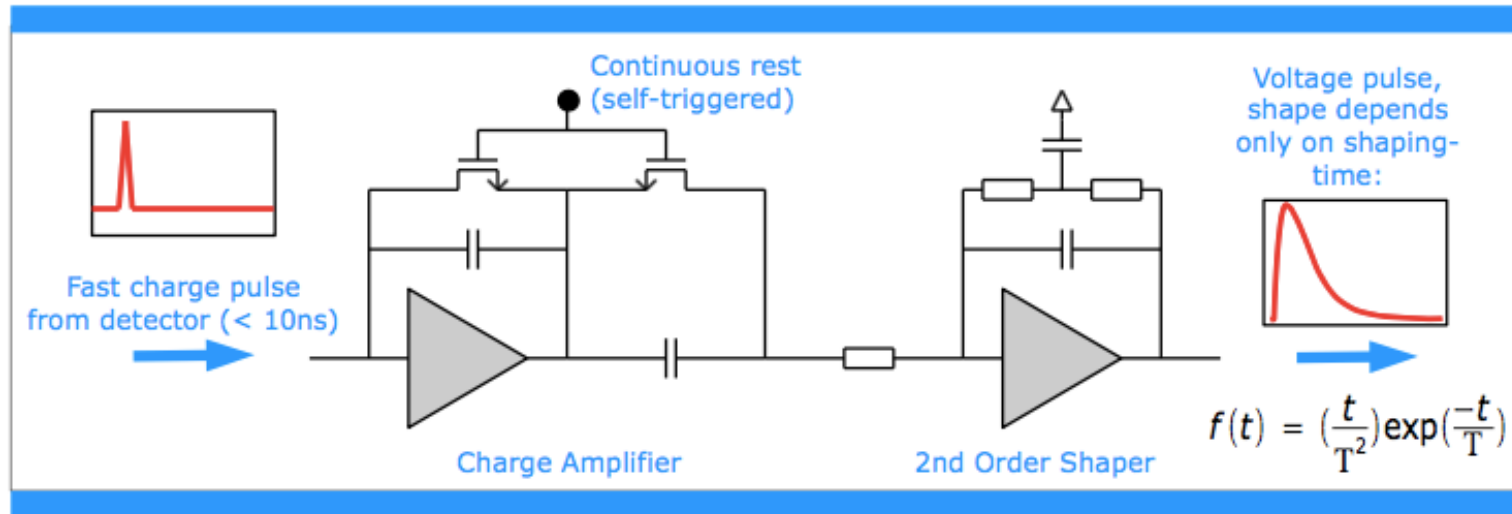 Continuous rest
(self-triggered)
Voltage pulse,
shape depends
only on shaping-
time:
Fast charge pulse
from detector (< 10ns)
Charge Amplifier
2nd Order Shaper
f(t) = (t/T²)exp(-t/T)